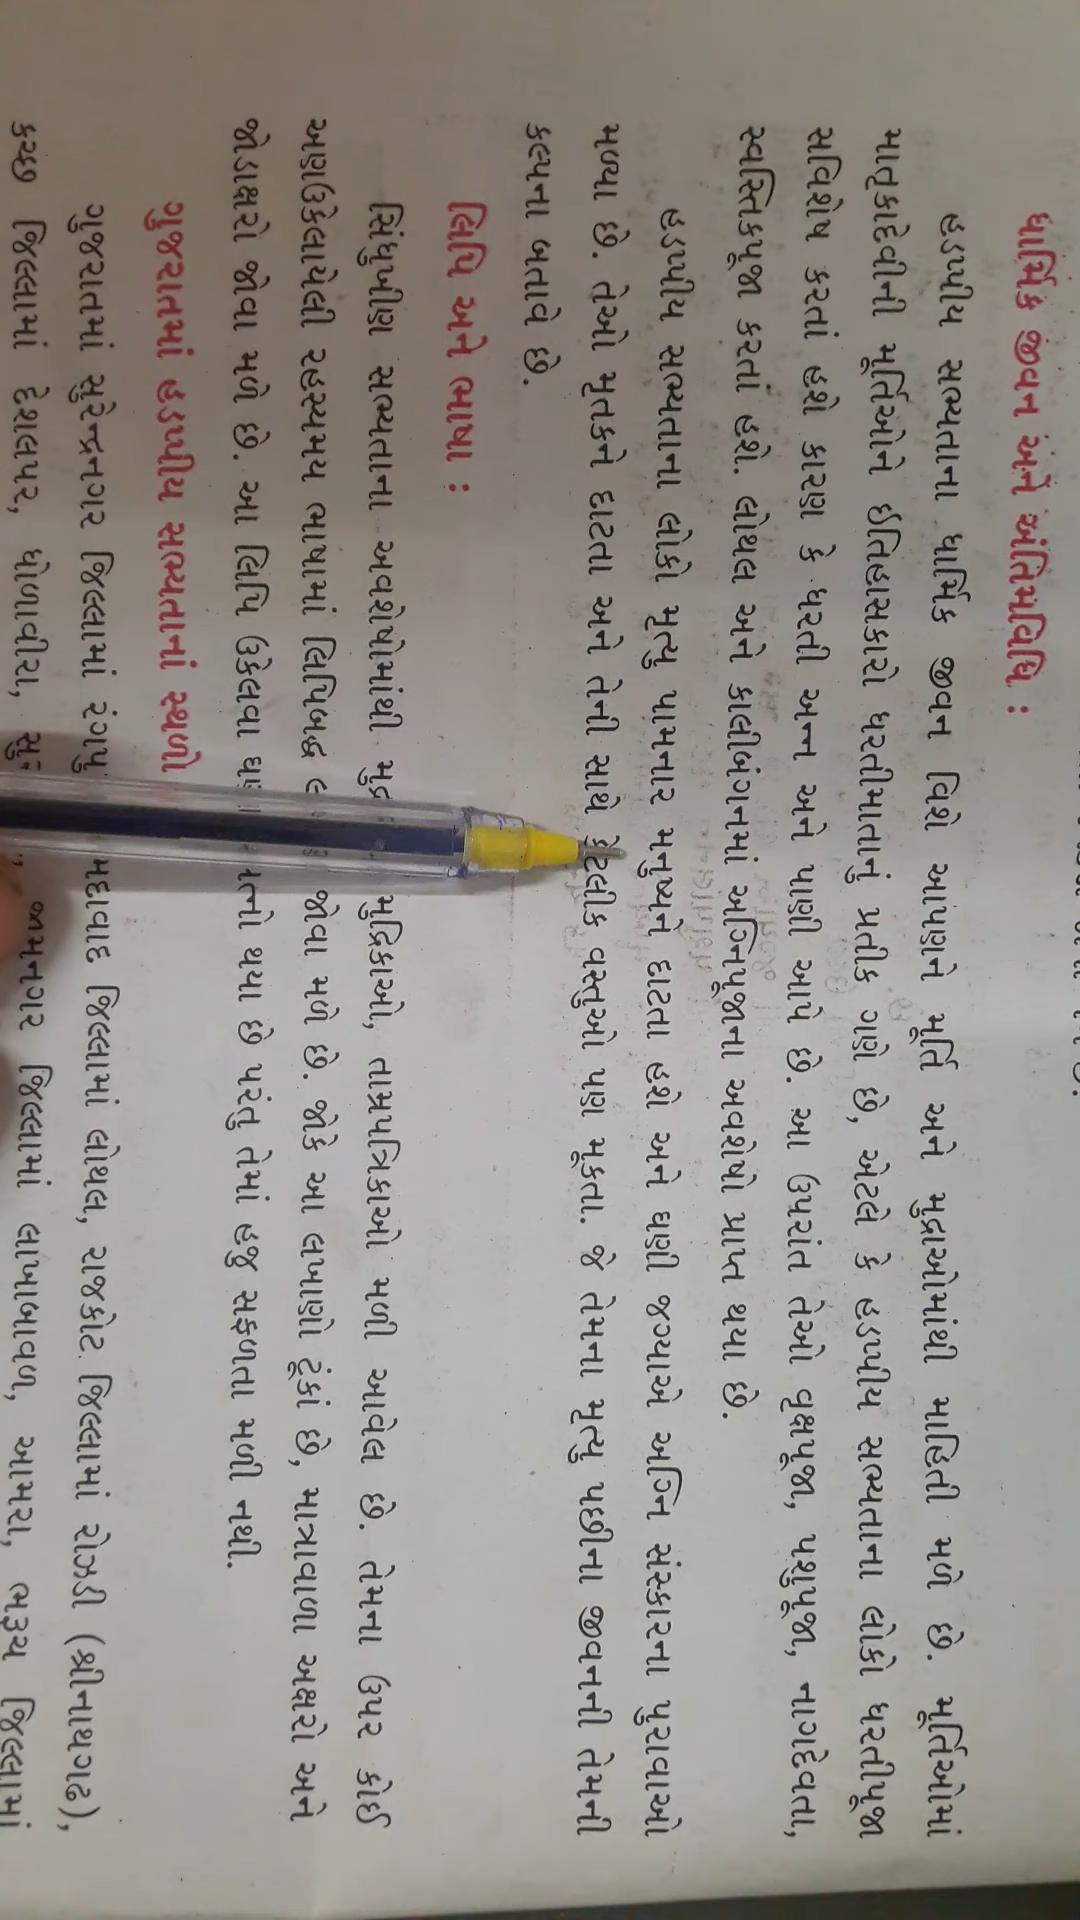 ધાર્મિક જીવન અને અંતિમવિધિ :
હડપ્પીય સભ્યતાના ધાર્મિક જીવન વિશે આપણને મૂર્તિ અને મુદ્રાઓમાંથી માહિતી મળે છે. મૂર્તિઓમાં
માતૃકાદેવીની મૂર્તિઓને ઈતિહાસકારો ધરતીમાતાનું પ્રતીક ગણે છે, એટલે કે હડપ્પીય સભ્યતાના લોકો ધરતીપૂજા
સવિશેષ કરતાં હશે કારણ કે ધરતી અન્ન અને પાણી આપે છે. આ ઉપરાંત તેઓ વૃક્ષપૂજા, પશુપૂજા, નાગદેવતા,
સ્વસ્તિકપૂજા કરતાં હશે. લોથલ અને કાલીબંગનમાં અગ્નિપૂજાના અવશેષો પ્રાપ્ત થયા છે.
હડપ્પીય સભ્યતાના લોકો મૃત્યુ પામનાર મનુષ્યને દાટતા હશે અને ઘણી જગ્યાએ અગ્નિ સંસ્કારના પુરાવાઓ
મળ્યા છે. તેઓ મૃતકને દાટતા અને તેની સાથે કેટલીક વસ્તુઓ પણ મૂકતા. જે તેમના મૃત્યુ પછીના જીવનની તેમની
કલ્પના બતાવે છે.
લિપિ અને ભાષા :
સિંધુખીણ સભ્યતાના અવશેષોમાંથી મુદ્રિકાઓ, તામ્રપત્રિકાઓ મળી આવેલ છે. તેમના ઉપર કોઈ
અણઉકેલાયેલી રહસ્યમય ભાષામાં લિપિબદ્ધ જોવા મળે છે. જોકે આ લખાણો ટૂંકાં છે, માત્રાવાળા અક્ષરો અને
જોડાક્ષરો જોવા મળે છે. આ લિપિ ઉકેલવા થયા છે પરંતુ તેમાં હજુ સફળતા મળી નથી.
ગુજરાતમાં હડપ્પીય સભ્યતાનાં સ્થળો
ગુજરાતમાં સુરેન્દ્રનગર જિલ્લામાં જિલ્લામાં લોથલ, રાજકોટ જિલ્લામાં રોઝડી (શ્રીનાથગઢ),
કચ્છ જિલ્લામાં દેશલપર, ધોળાવીરા, જામનગર જિલ્લામાં લાખાબાવળ, આમરા, ભરૂચ જિલ્લામાં